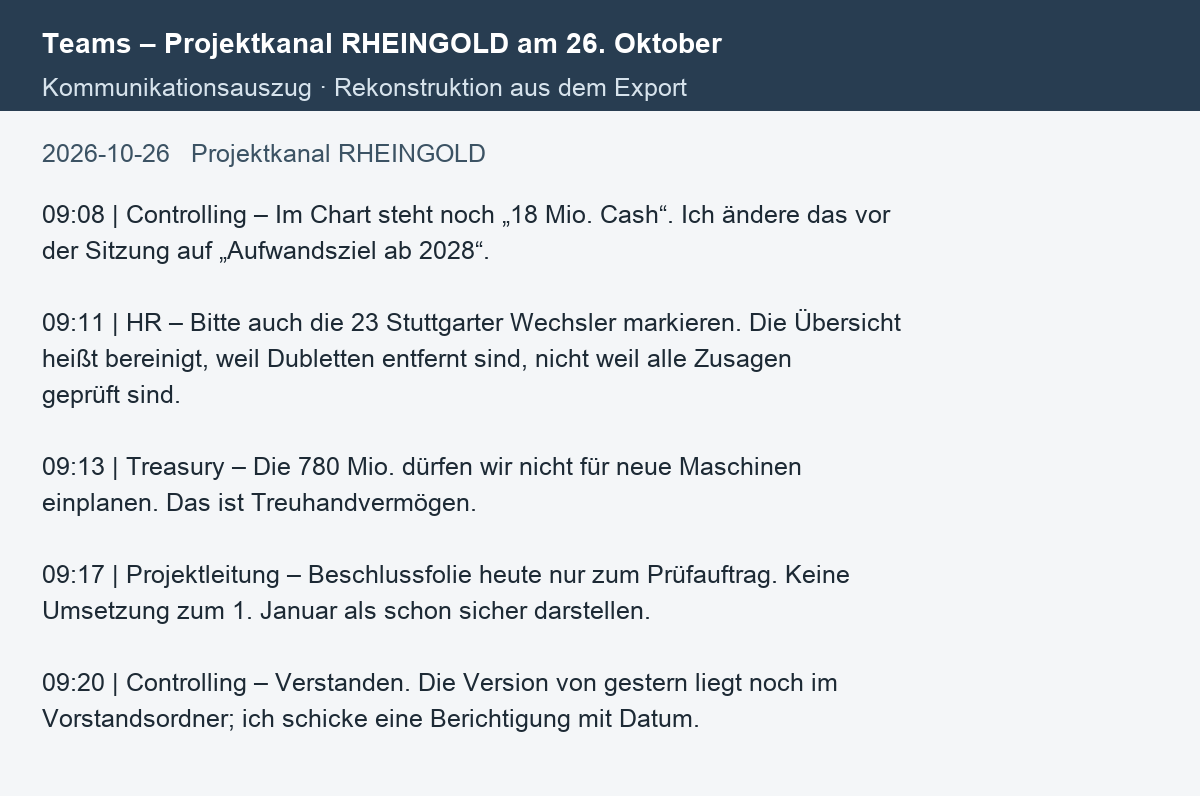 Teams – Projektkanal RHEINGOLD am 26. Oktober
Kommunikationsauszug · Rekonstruktion aus dem Export
2026-10-26   Projektkanal RHEINGOLD
09:08 | Controlling – Im Chart steht noch „18 Mio. Cash“. Ich ändere das vor
der Sitzung auf „Aufwandsziel ab 2028“.
09:11 | HR – Bitte auch die 23 Stuttgarter Wechsler markieren. Die Übersicht
heißt bereinigt, weil Dubletten entfernt sind, nicht weil alle Zusagen
geprüft sind.
09:13 | Treasury – Die 780 Mio. dürfen wir nicht für neue Maschinen
einplanen. Das ist Treuhandvermögen.
09:17 | Projektleitung – Beschlussfolie heute nur zum Prüfauftrag. Keine
Umsetzung zum 1. Januar als schon sicher darstellen.
09:20 | Controlling – Verstanden. Die Version von gestern liegt noch im
Vorstandsordner; ich schicke eine Berichtigung mit Datum.